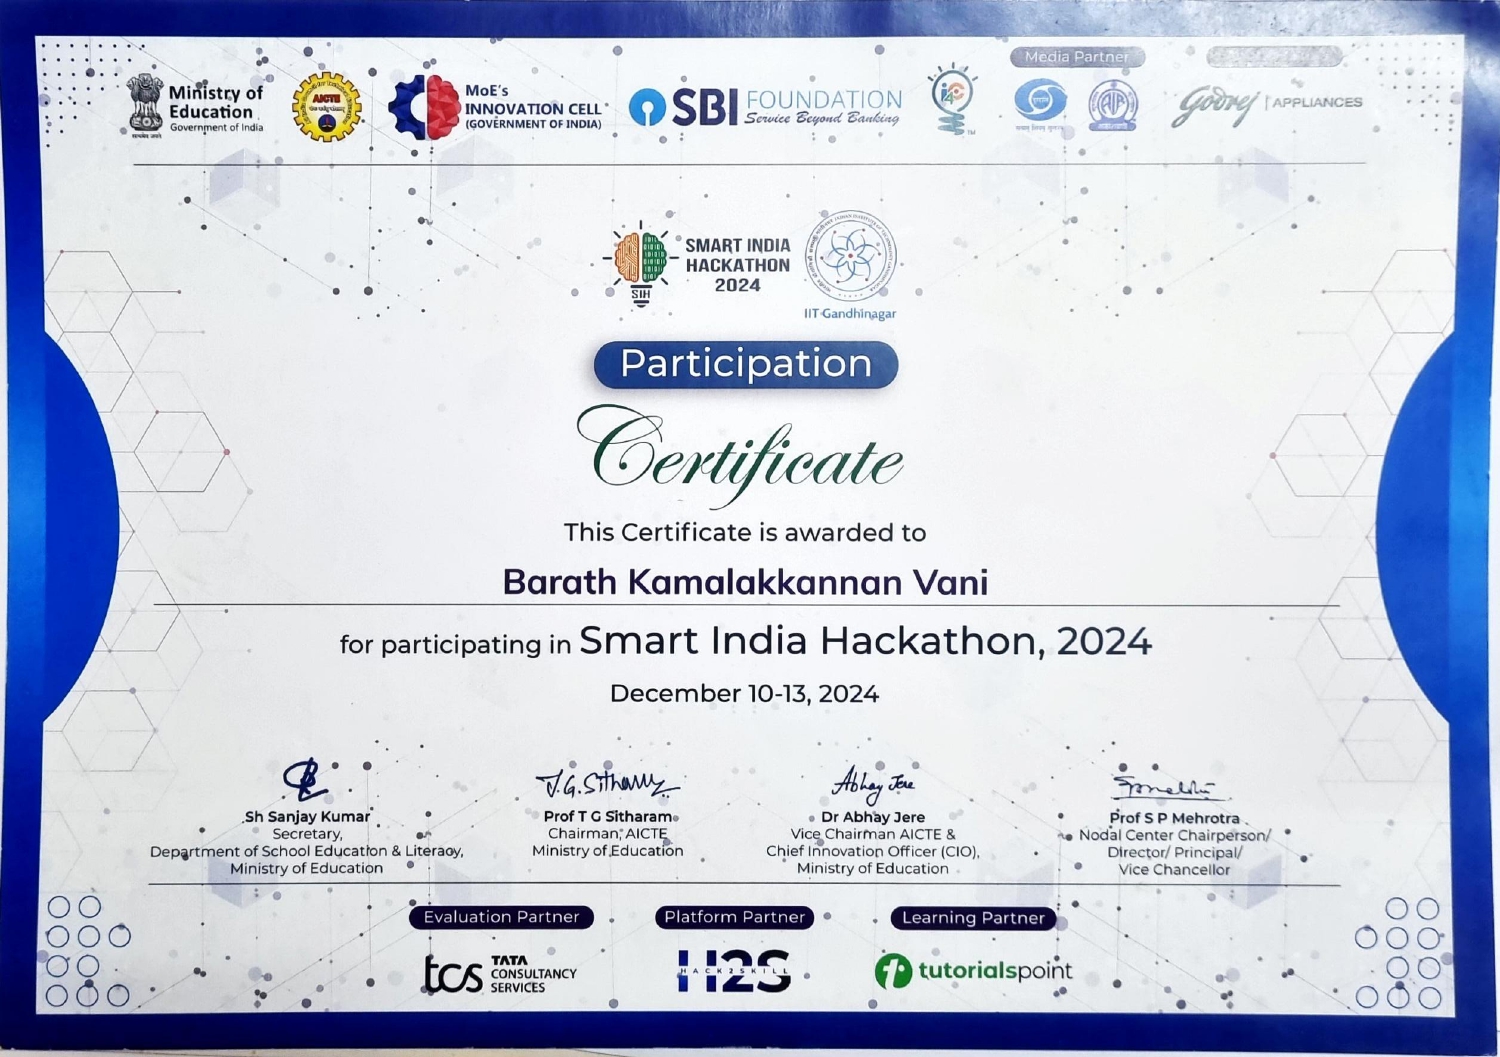 Ministry of
Education
Government of India
AICTE
MoE's
INNOVATION CELL
(GOVERNMENT OF INDIA)
SBI FOUNDATION
Service Beyond Banking
Media Partner
Godrej | APPLIANCES
SMART INDIA
HACKATHON
2024
SIH
IIT Gandhinagar
Participation
Certificate
This Certificate is awarded to
Barath Kamalakkannan Vani
for participating in Smart India Hackathon, 2024
December 10-13, 2024
Abhay Jere
Sh Sanjay Kumar
Secretary,
Department of School Education & Literacy,
Ministry of Education
Prof T G Sitharam
Chairman, AICTE
Ministry of Education
Dr Abhay Jere
Vice Chairman AICTE &
Chief Innovation Officer (CIO),
Ministry of Education
Prof S P Mehrotra
Nodal Center Chairperson/
Director/ Principal/
Vice Chancellor
Evaluation Partner
Platform Partner
Learning Partner
tcs TATA
CONSULTANCY
SERVICES
H2S
HACK2SKILL
tutorialspoint